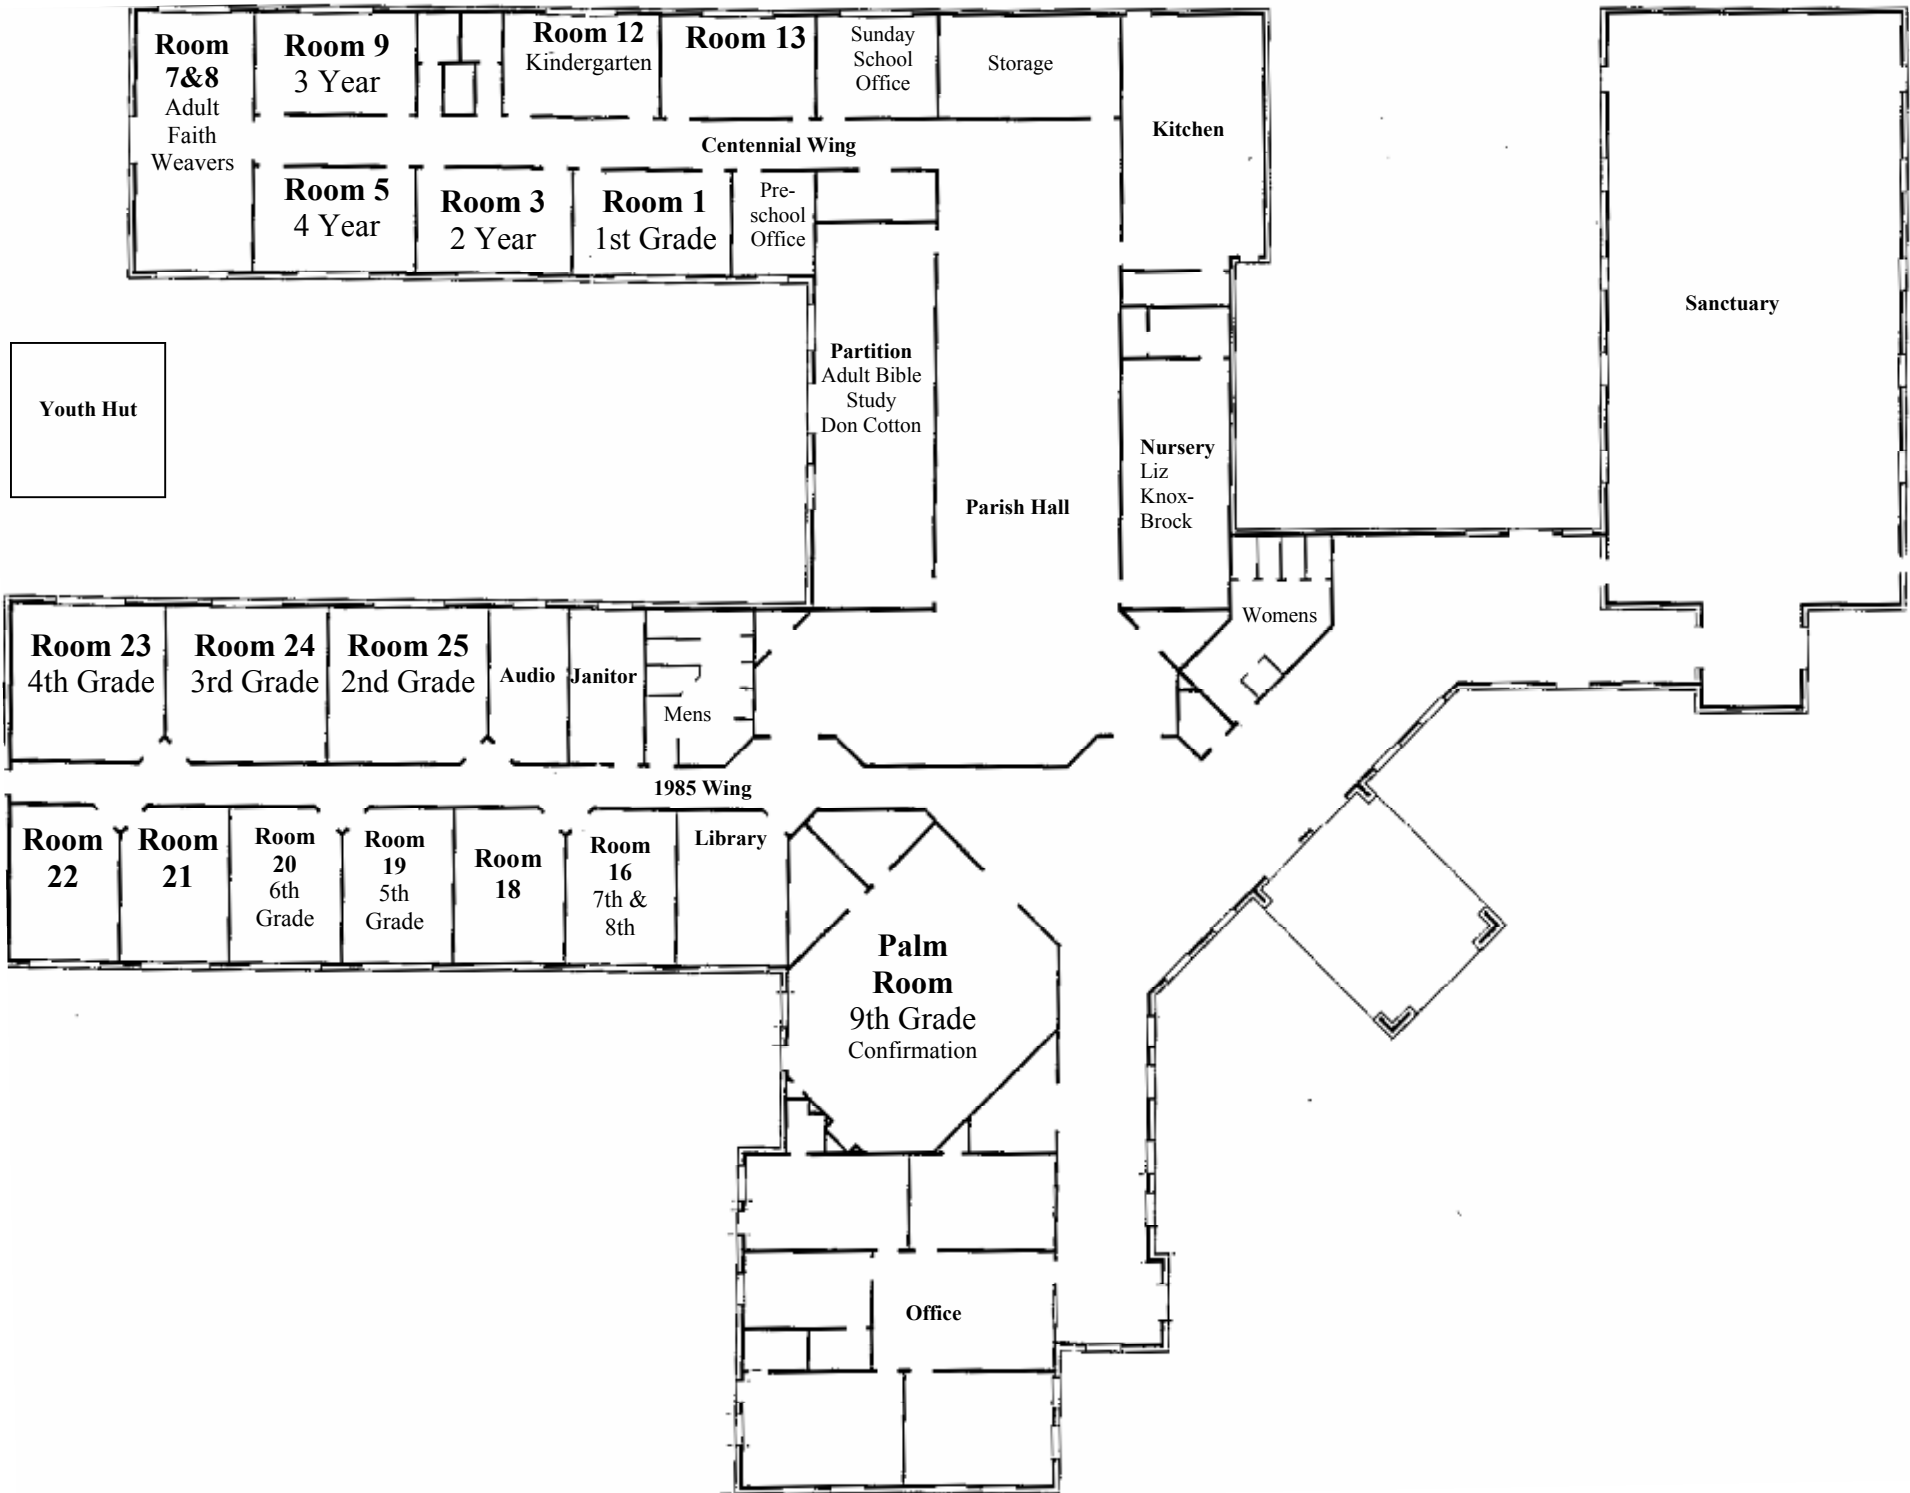 Room
7&8
Adult
Faith
Weavers
Room 9
3 Year
Room 12
Kindergarten
Room 13
Sunday
School
Office
Storage
Kitchen
Centennial Wing
Room 5
4 Year
Room 3
2 Year
Room 1
1st Grade
Pre-
school
Office
Sanctuary
Youth Hut
Partition
Adult Bible
Study
Don Cotton
Parish Hall
Nursery
Liz
Knox-
Brock
Womens
Room 23
4th Grade
Room 24
3rd Grade
Room 25
2nd Grade
Audio
Janitor
Mens
1985 Wing
Room
22
Room
21
Room
20
6th
Grade
Room
19
5th
Grade
Room
18
Room
16
7th &
8th
Library
Palm
Room
9th Grade
Confirmation
Office